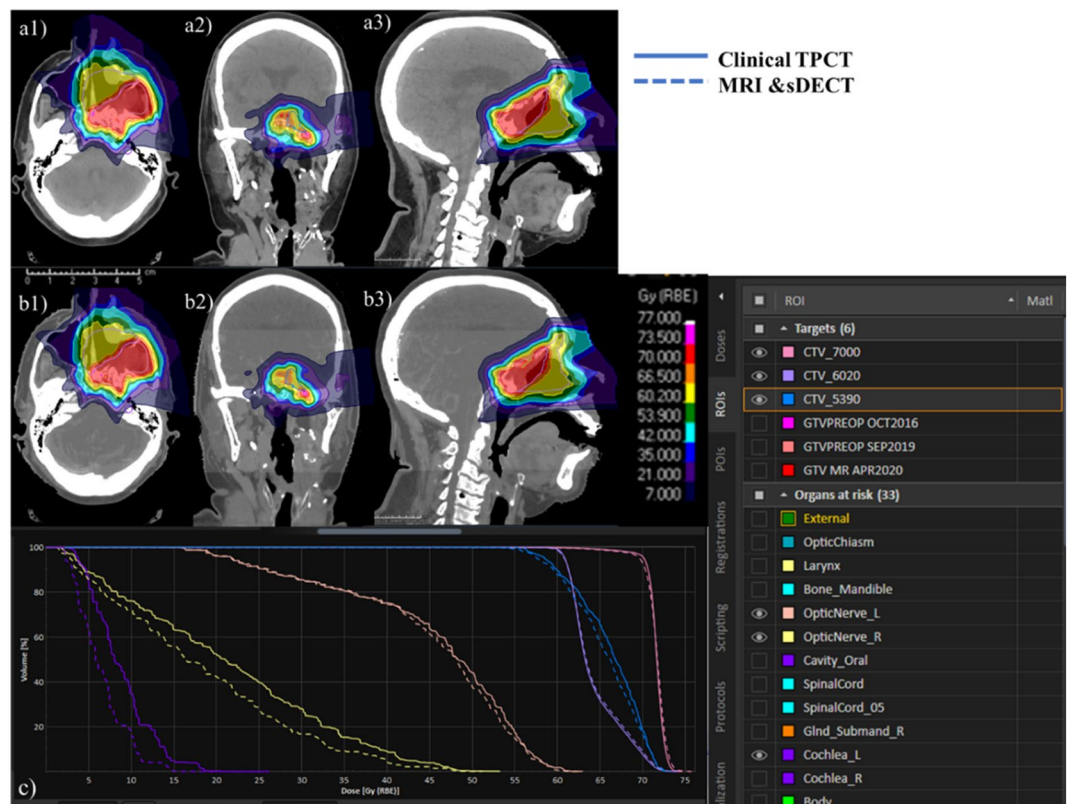 a1)
a2)
a3)
Clinical TPCT
MRI &sDECT
0 1 2 3 4 5 cm
b1)
b2)
b3)
Gy (RBE)
77.000
73.500
70.000
66.500
60.200
53.900
42.000
35.000
21.000
7.000
Doses
ROIs
POIs
Registrations
Scripting
Protocols
ROI Matl
Targets (6)
CTV_7000
CTV_6020
CTV_5390
GTVPREOP OCT2016
GTVPREOP SEP2019
GTV MR APR2020
Organs at risk (33)
External
OpticChiasm
Larynx
Bone_Mandible
OpticNerve_L
OpticNerve_R
Cavity_Oral
SpinalCord
SpinalCord_05
Glnd_Submand_R
Cochlea_L
Cochlea_R
Body
100
80
60
40
20
Volume [%]
5 10 15 20 25 30 35 40 45 50 55 60 65 70 75
Dose [Gy (RBE)]
c)